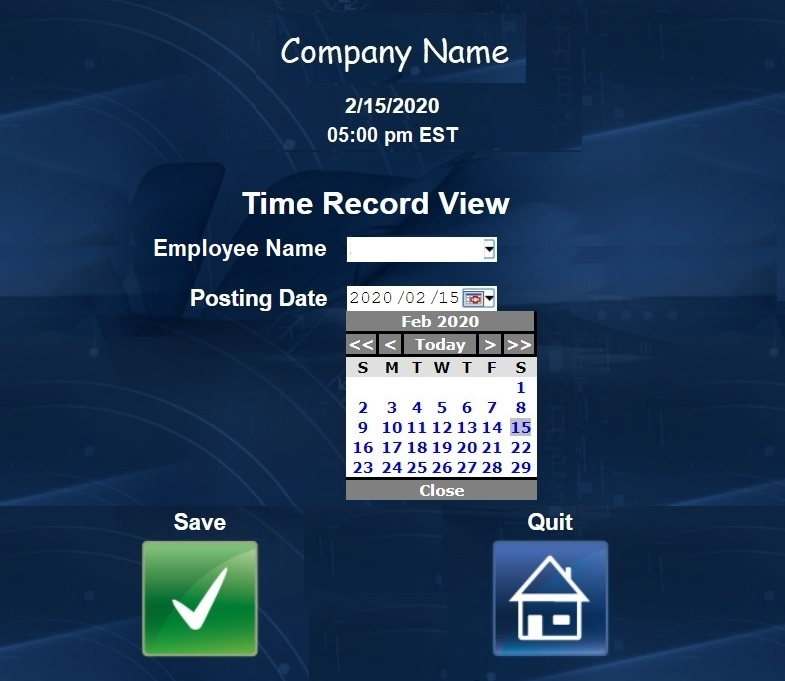 Company Name
2/15/2020
05:00 pm EST
Time Record View
Employee Name
Posting Date 2020 /02 /15
Feb 2020
<< < Today > >>
S M T W T F S
1
2 3 4 5 6 7 8
9 10 11 12 13 14 15
16 17 18 19 20 21 22
23 24 25 26 27 28 29
Close
Save Quit